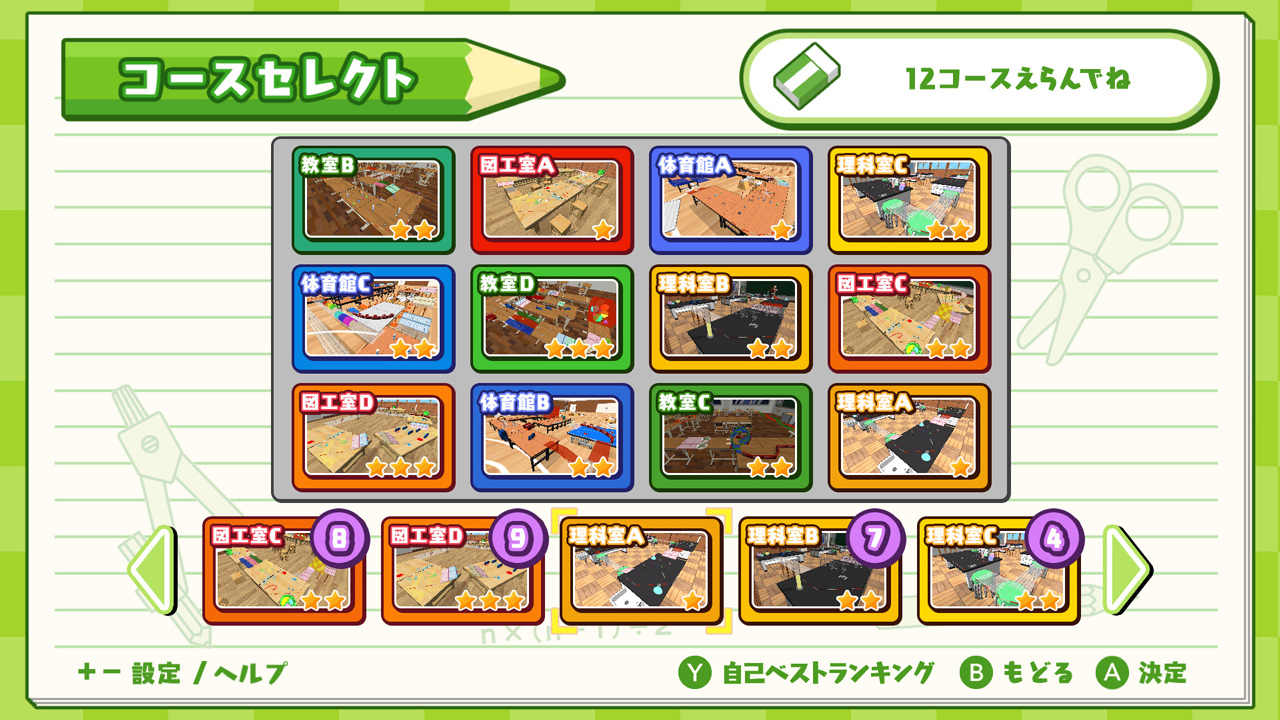 コースセレクト
12コースえらんでね
教室B
図工室A
体育館A
理科室C
体育館C
教室D
理科室B
図工室C
図工室D
体育館B
教室C
理科室A
図工室C 8
図工室D 9
理科室A
理科室B 7
理科室C 4
+- 設定 / ヘルプ
Y 自己ベストランキング B もどる A 決定